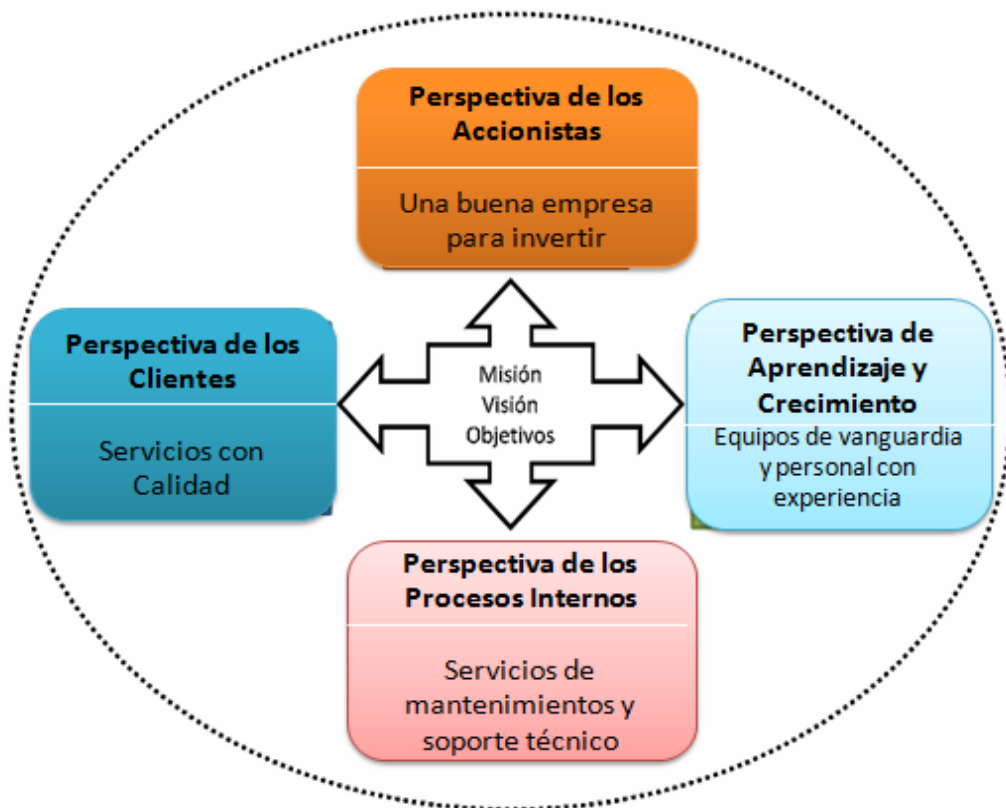 Perspectiva de los
Accionistas
Una buena empresa
para invertir
Perspectiva de los
Clientes
Servicios con
Calidad
Misión
Visión
Objetivos
Perspectiva de
Aprendizaje y
Crecimiento
Equipos de vanguardia
y personal con
experiencia
Perspectiva de los
Procesos Internos
Servicios de
mantenimientos y
soporte técnico